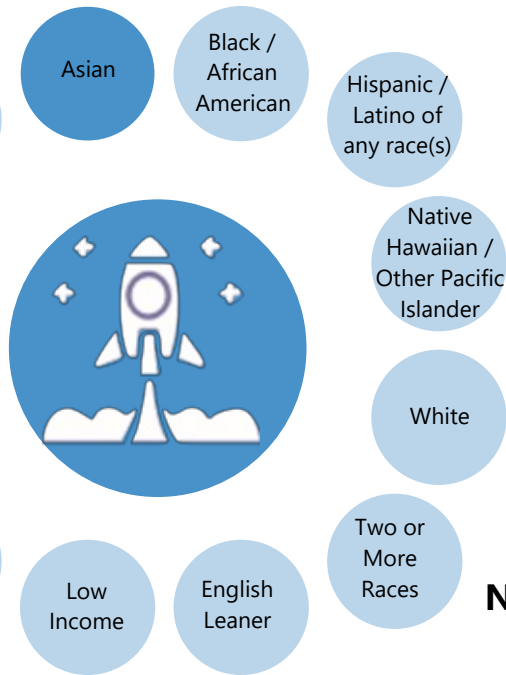 Asian
Black /
African
American
Hispanic /
Latino of
any race(s)
Native
Hawaiian /
Other Pacific
Islander
White
Two or
More
Races
English
Leaner
Low
Income
N